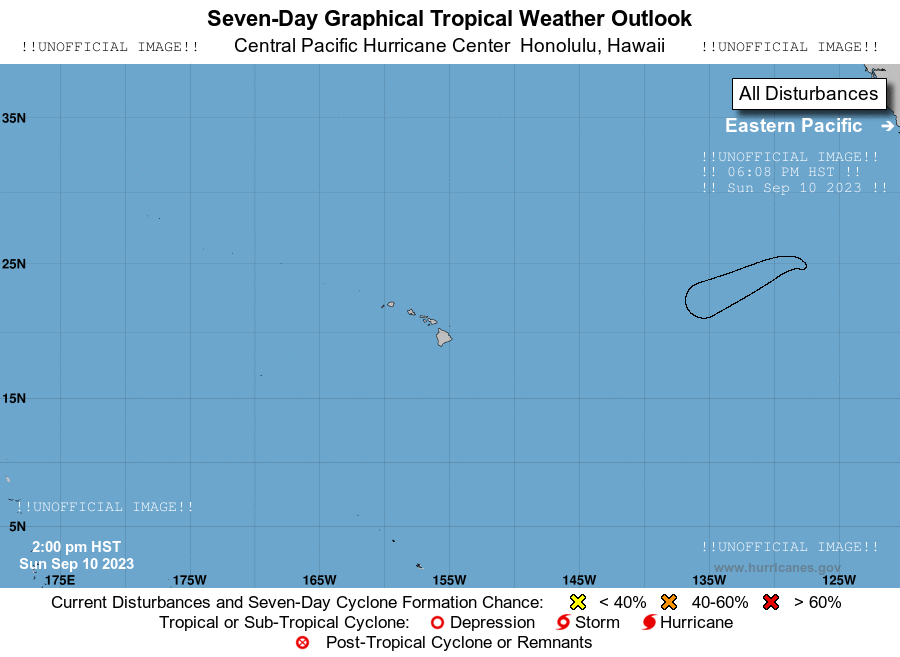 Seven-Day Graphical Tropical Weather Outlook
!!UNOFFICIAL IMAGE!! Central Pacific Hurricane Center Honolulu, Hawaii !!UNOFFICIAL IMAGE!!
All Disturbances
35N
Eastern Pacific →
!!UNOFFICIAL IMAGE!!
!! 06:08 PM HST !!
!! Sun Sep 10 2023 !!
25N
15N
!!UNOFFICIAL IMAGE!!
5N
2:00 pm HST
Sun Sep 10 2023
!!UNOFFICIAL IMAGE!!
www.hurricanes.gov
175E 175W 165W 155W 145W 135W 125W
Current Disturbances and Seven-Day Cyclone Formation Chance: < 40% 40-60% > 60%
Tropical or Sub-Tropical Cyclone: Depression Storm Hurricane
Post-Tropical Cyclone or Remnants